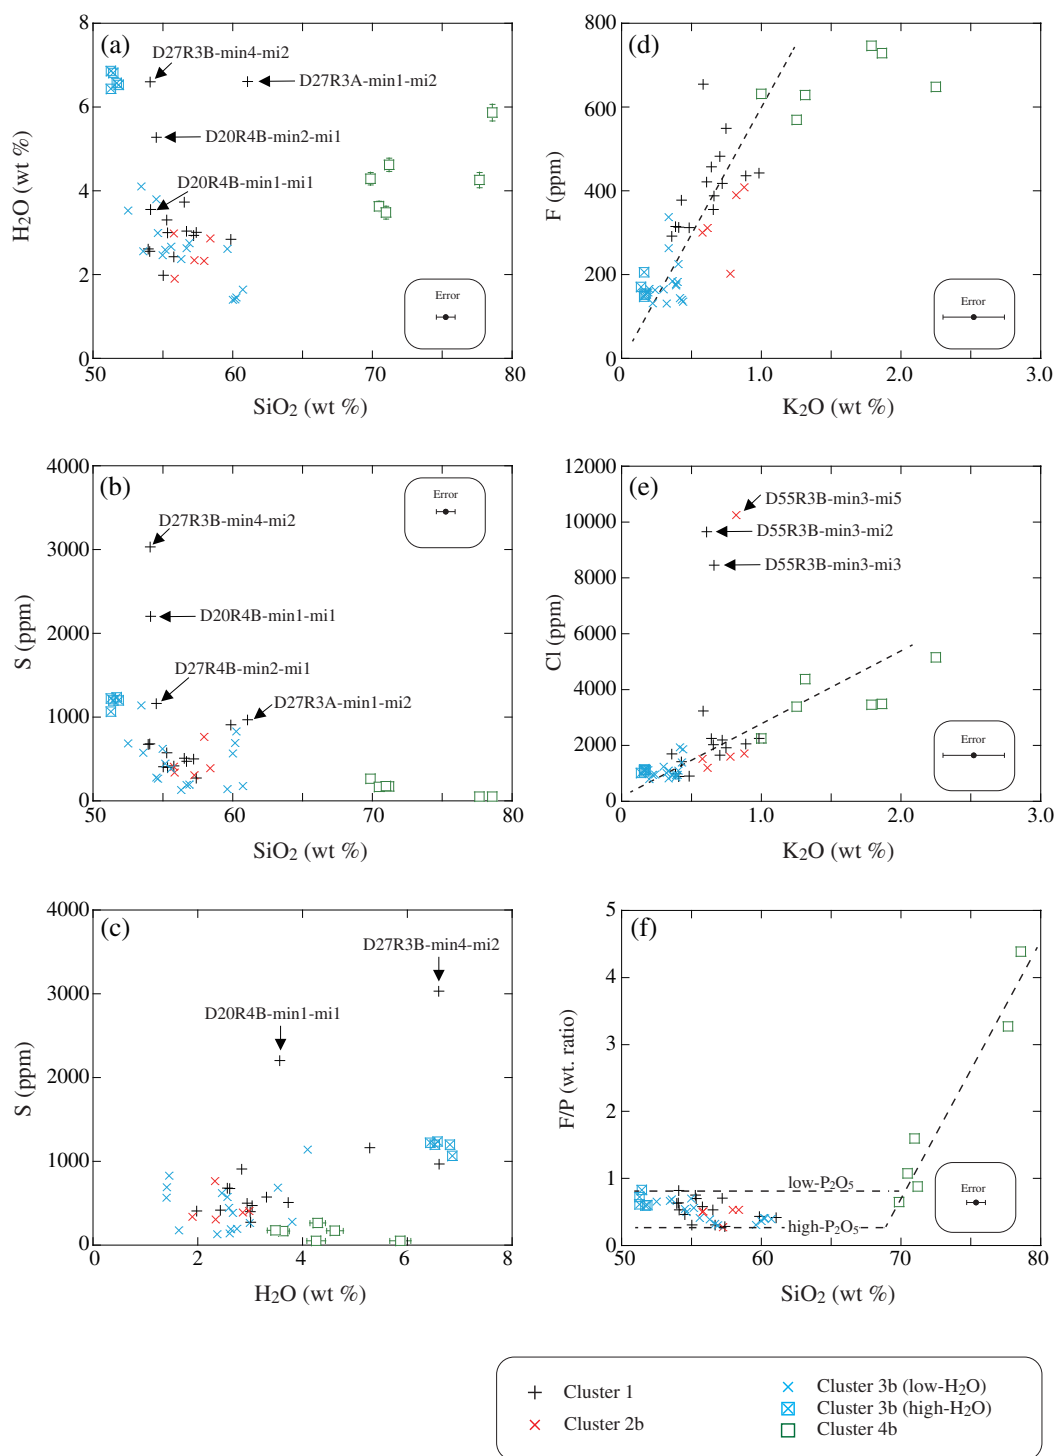 (a)
D27R3B-min4-mi2
D27R3A-min1-mi2
D20R4B-min2-mi1
D20R4B-min1-mi1
Error
H2O (wt %)
0 2 4 6 8
50 60 70 80
SiO2 (wt %)
(d)
Error
F (ppm)
0 200 400 600 800
0 1.0 2.0 3.0
K2O (wt %)
(b)
Error
D27R3B-min4-mi2
D20R4B-min1-mi1
D27R4B-min2-mi1
D27R3A-min1-mi2
S (ppm)
0 1000 2000 3000 4000
50 60 70 80
SiO2 (wt %)
(e)
D55R3B-min3-mi5
D55R3B-min3-mi2
D55R3B-min3-mi3
Error
Cl (ppm)
0 2000 4000 6000 8000 10000 12000
0 1.0 2.0 3.0
K2O (wt %)
(c)
D27R3B-min4-mi2
D20R4B-min1-mi1
S (ppm)
0 1000 2000 3000 4000
0 2 4 6 8
H2O (wt %)
(f)
low-P2O5
high-P2O5
Error
F/P (wt. ratio)
0 1 2 3 4 5
50 60 70 80
SiO2 (wt %)
Cluster 1
Cluster 2b
Cluster 3b (low-H2O)
Cluster 3b (high-H2O)
Cluster 4b